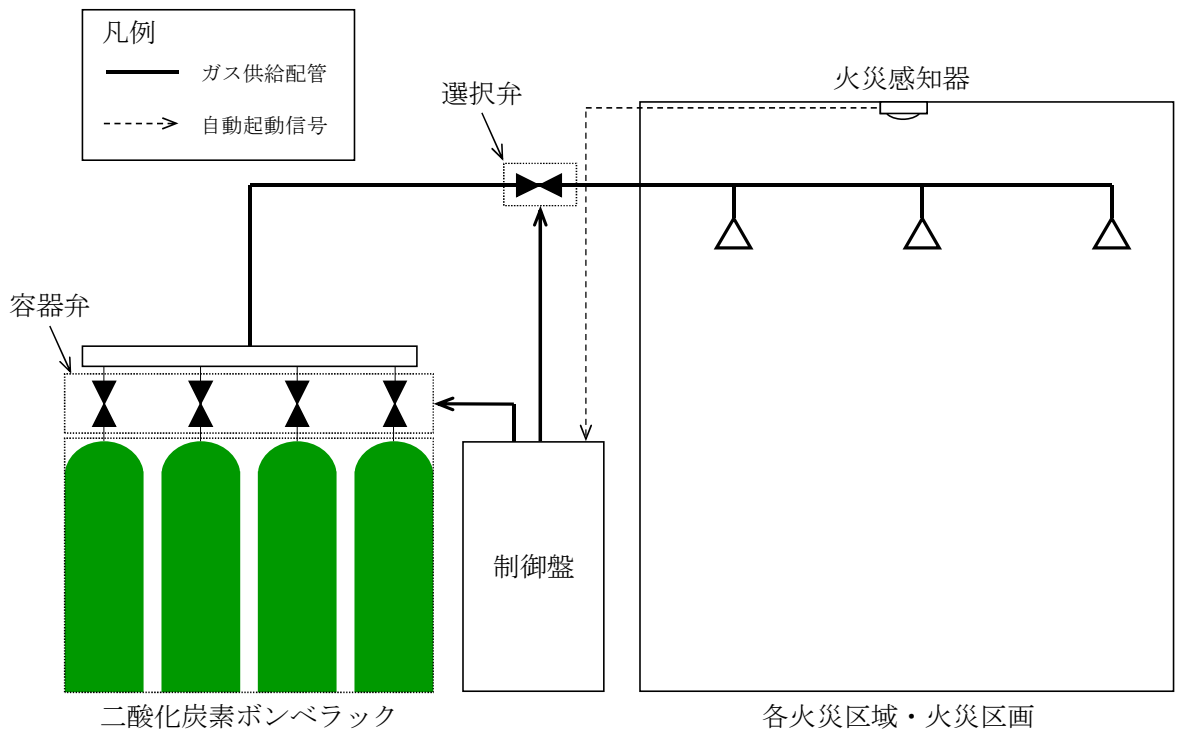 凡例
ガス供給配管
自動起動信号
火災感知器
選択弁
容器弁
制御盤
二酸化炭素ボンベラック
各火災区域・火災区画